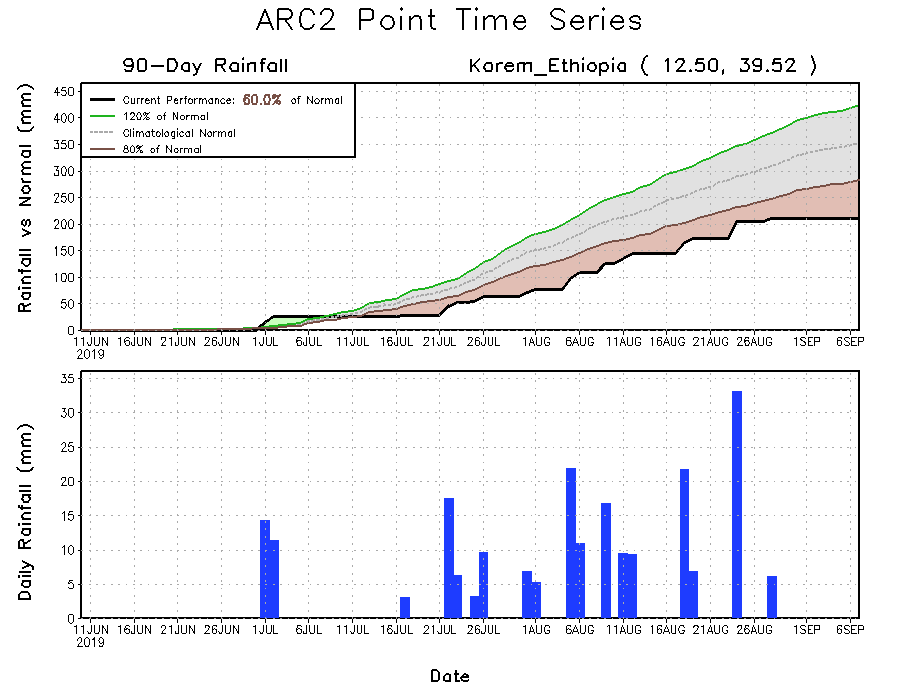 ARC2 Point Time Series
90-Day Rainfall
Korem_Ethiopia ( 12.50, 39.52 )
Rainfall vs Normal (mm)
450
400
350
300
250
200
150
100
50
0
Current Performance: 60.0% of Normal
120% of Normal
Climatological Normal
80% of Normal
11JUN 16JUN 21JUN 26JUN 1JUL 6JUL 11JUL 16JUL 21JUL 26JUL 1AUG 6AUG 11AUG 16AUG 21AUG 26AUG 1SEP 6SEP
2019
Daily Rainfall (mm)
35
30
25
20
15
10
5
0
11JUN 16JUN 21JUN 26JUN 1JUL 6JUL 11JUL 16JUL 21JUL 26JUL 1AUG 6AUG 11AUG 16AUG 21AUG 26AUG 1SEP 6SEP
2019
Date